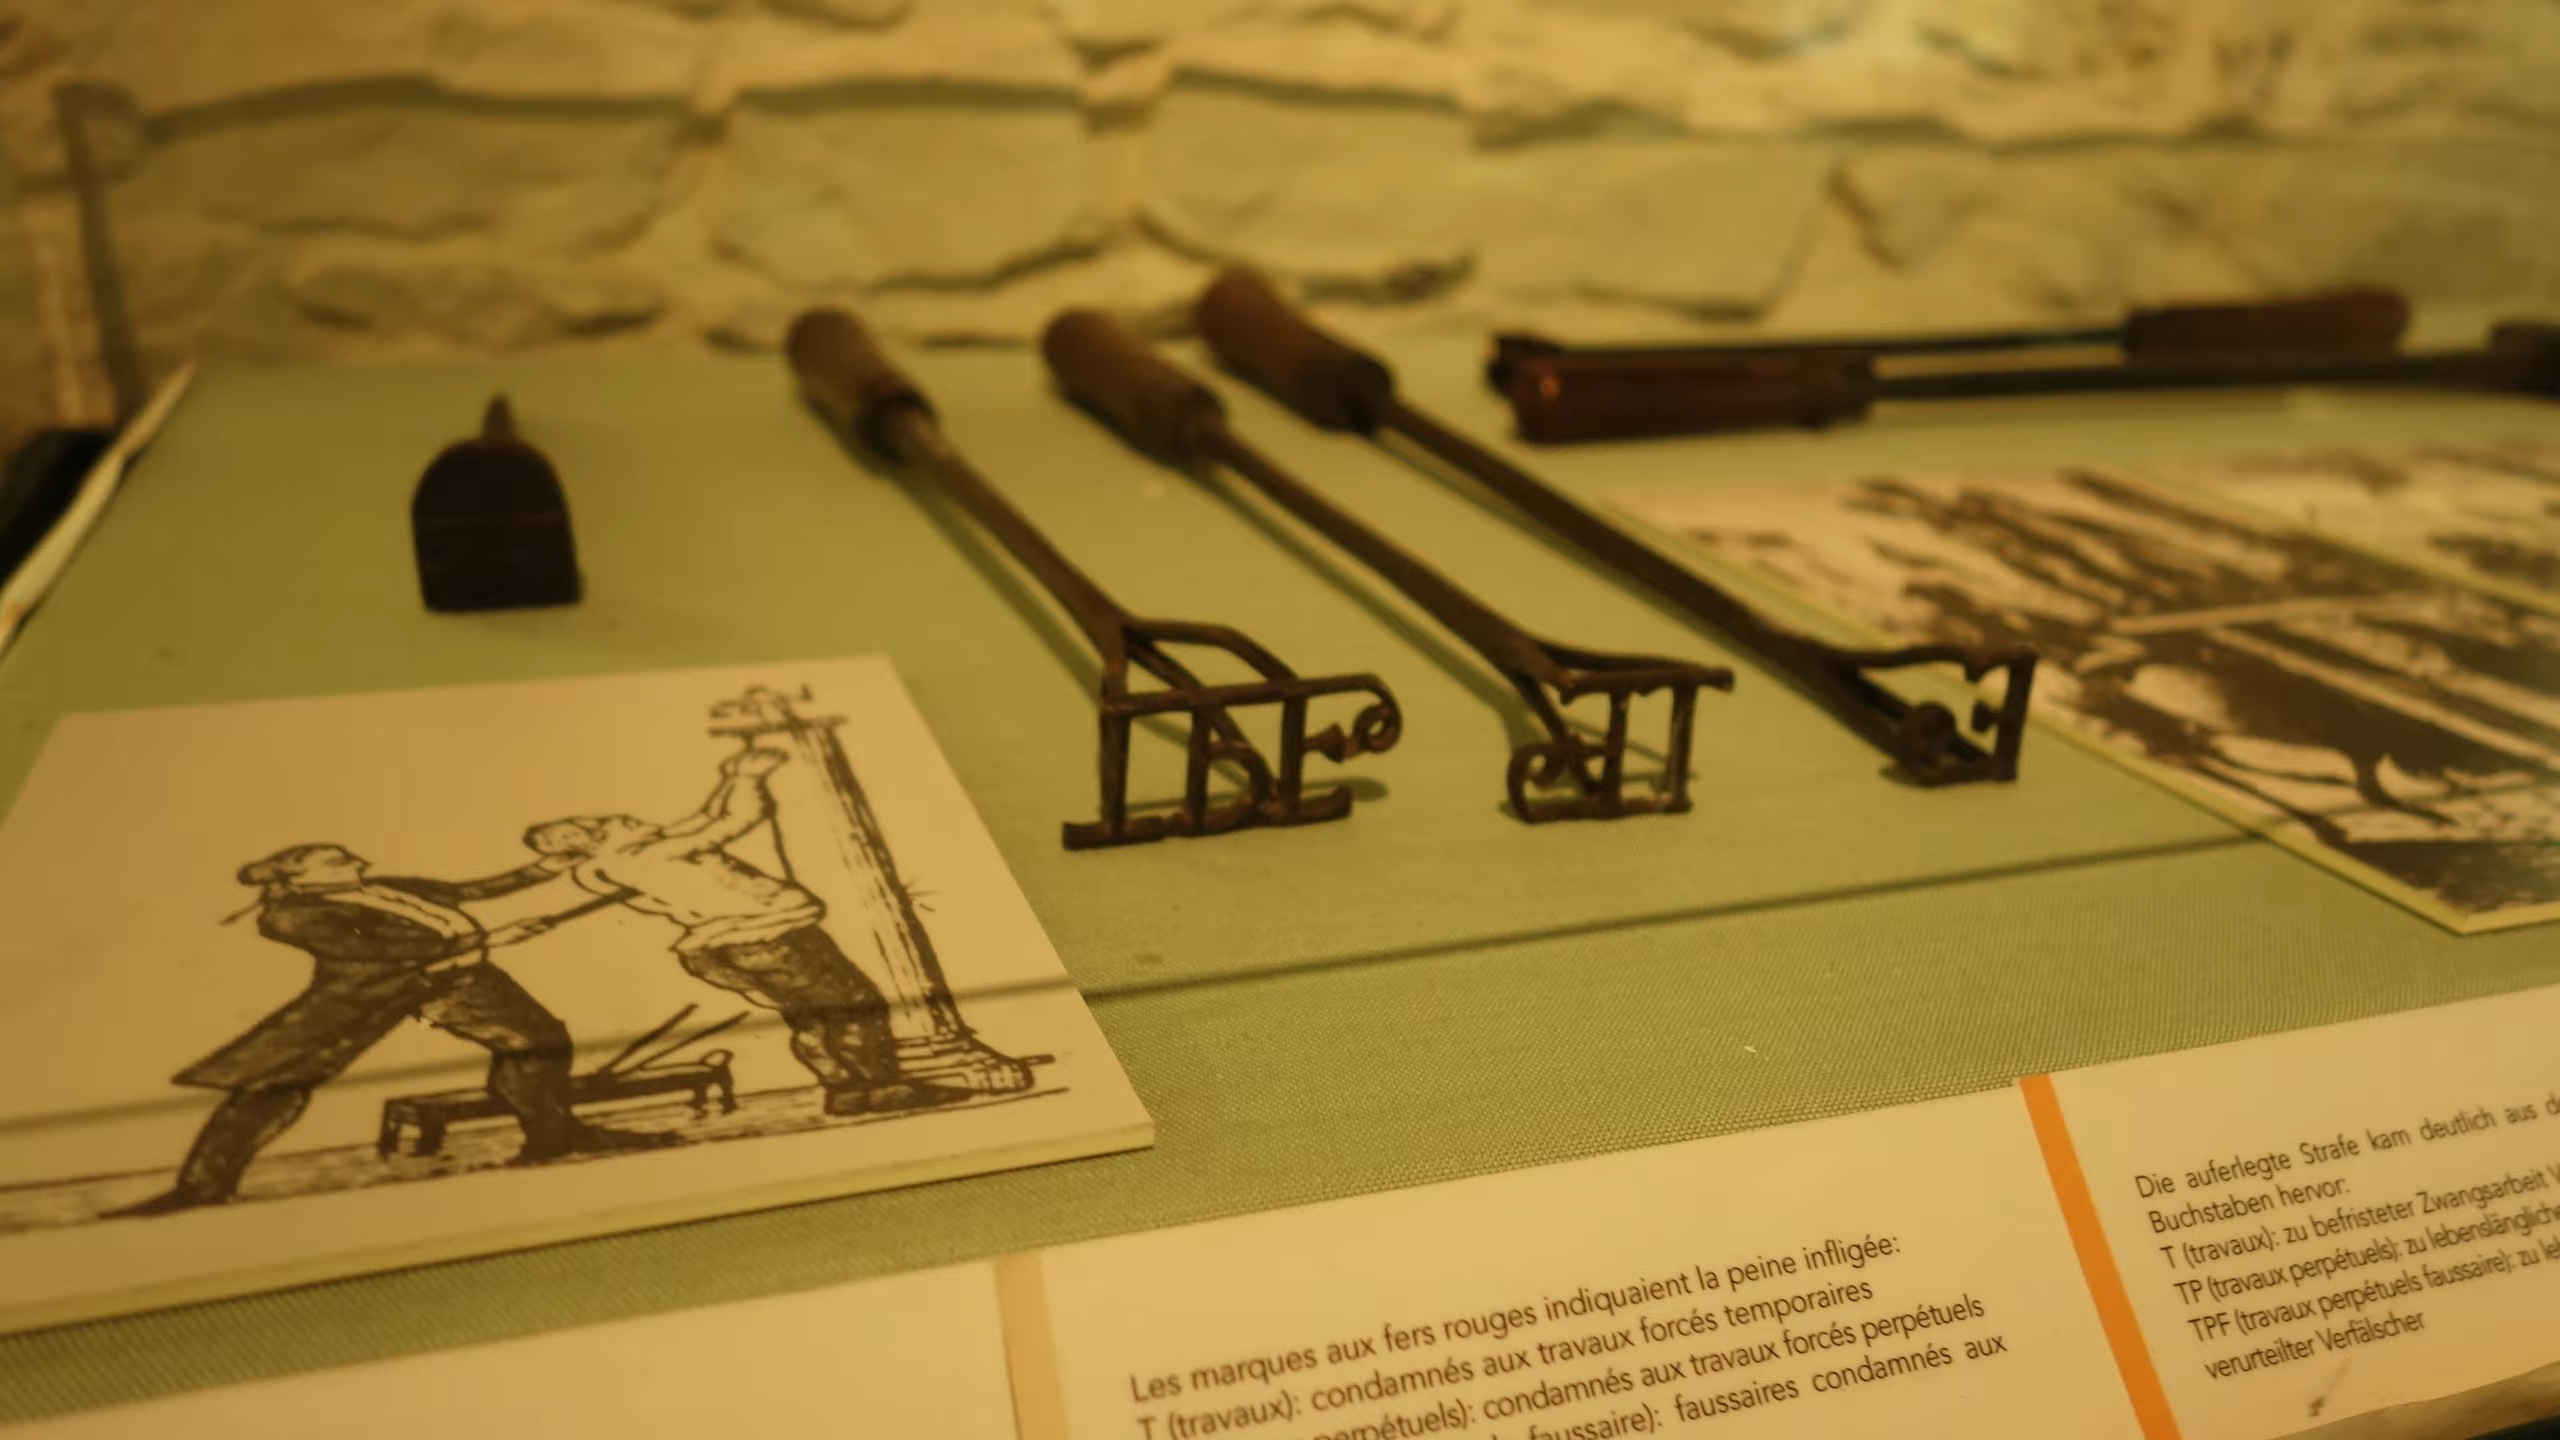 Les marques aux fers rouges indiquaient la peine infligée:
T (travaux): condamnés aux travaux forcés temporaires
perpétuels): condamnés aux travaux forcés perpétuels
faussaire): faussaires condamnés aux
Die auferlegte Strafe kam deutlich aus
Buchstaben hervor:
T (travaux): zu befristeter Zwangsarbeit
TP (travaux perpétuels): zu
TPF (travaux perpétuels faussaire): zu
verurteilter Verfälscher